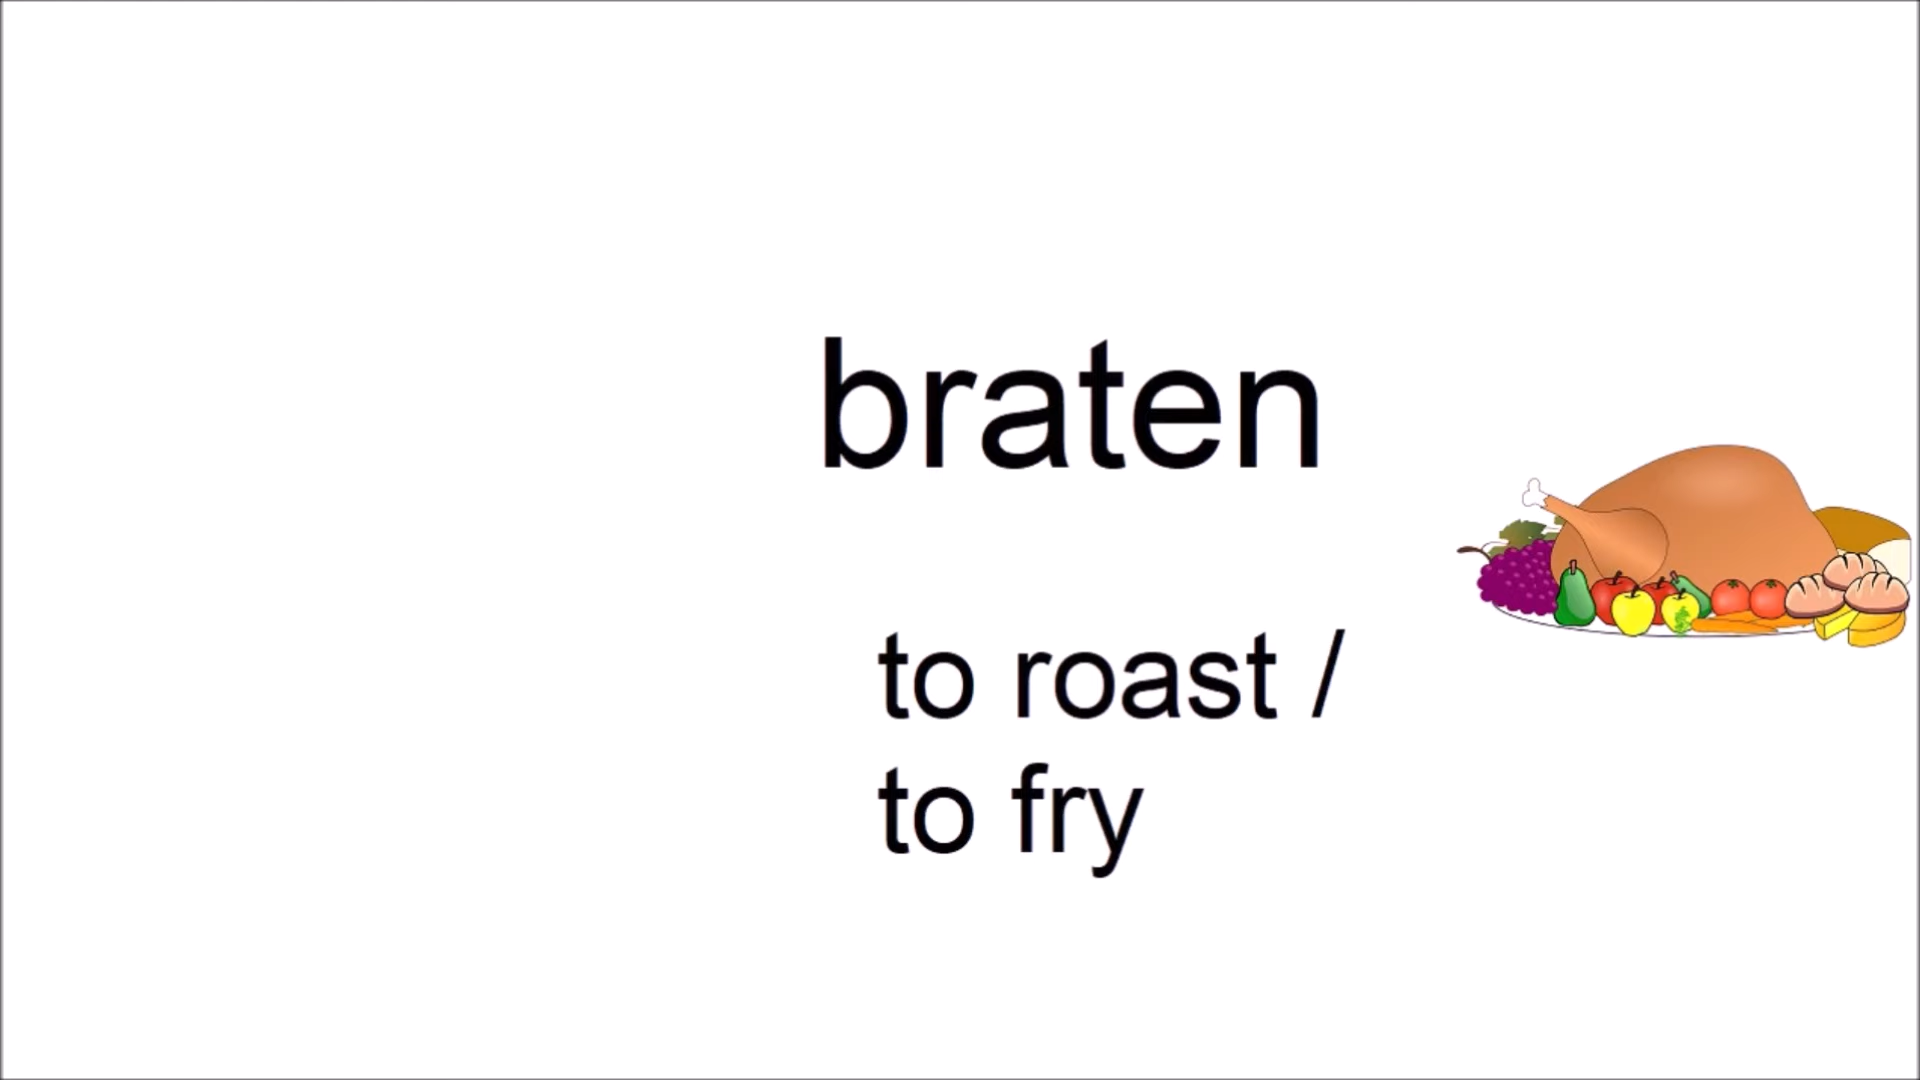 braten
to roast /
to fry